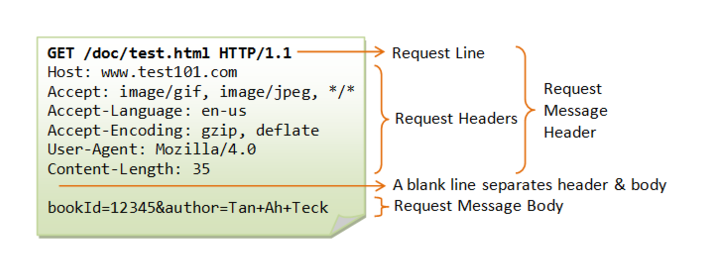 GET /doc/test.html HTTP/1.1
Request Line
Host: www.test101.com
Accept: image/gif, image/jpeg, */*
Accept-Language: en-us
Accept-Encoding: gzip, deflate
User-Agent: Mozilla/4.0
Content-Length: 35
Request Headers
Request
Message
Header
A blank line separates header & body
bookId=12345&author=Tan+Ah+Teck
Request Message Body